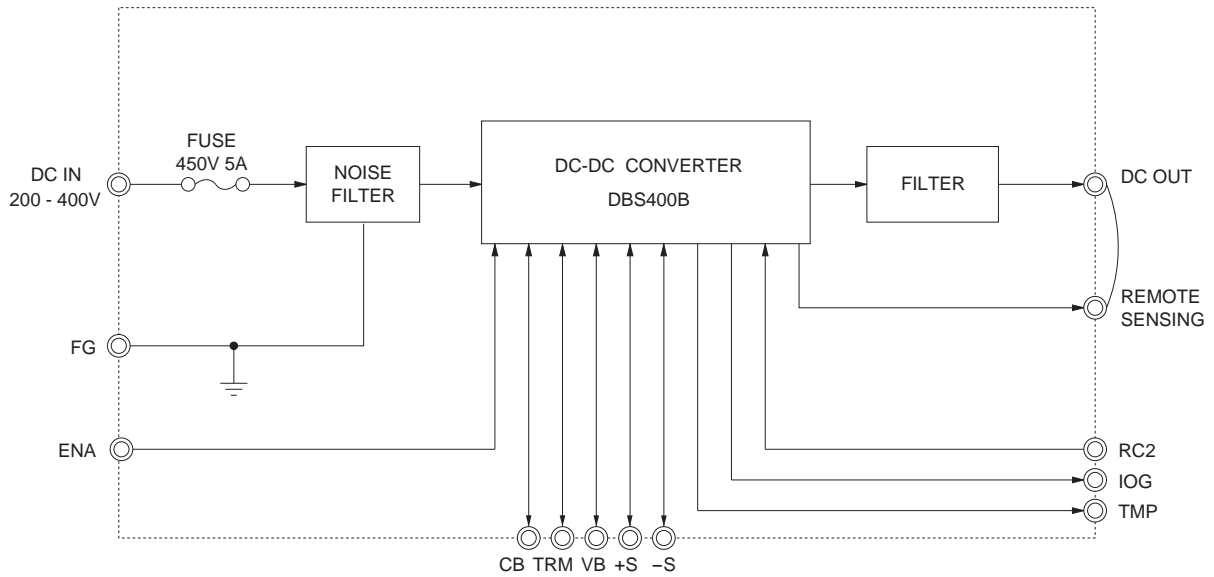 FUSE
450V 5A
DC IN
200 - 400V
NOISE
FILTER
DC-DC CONVERTER
DBS400B
FILTER
DC OUT
REMOTE
SENSING
FG
ENA
RC2
IOG
TMP
CB TRM VB +S −S